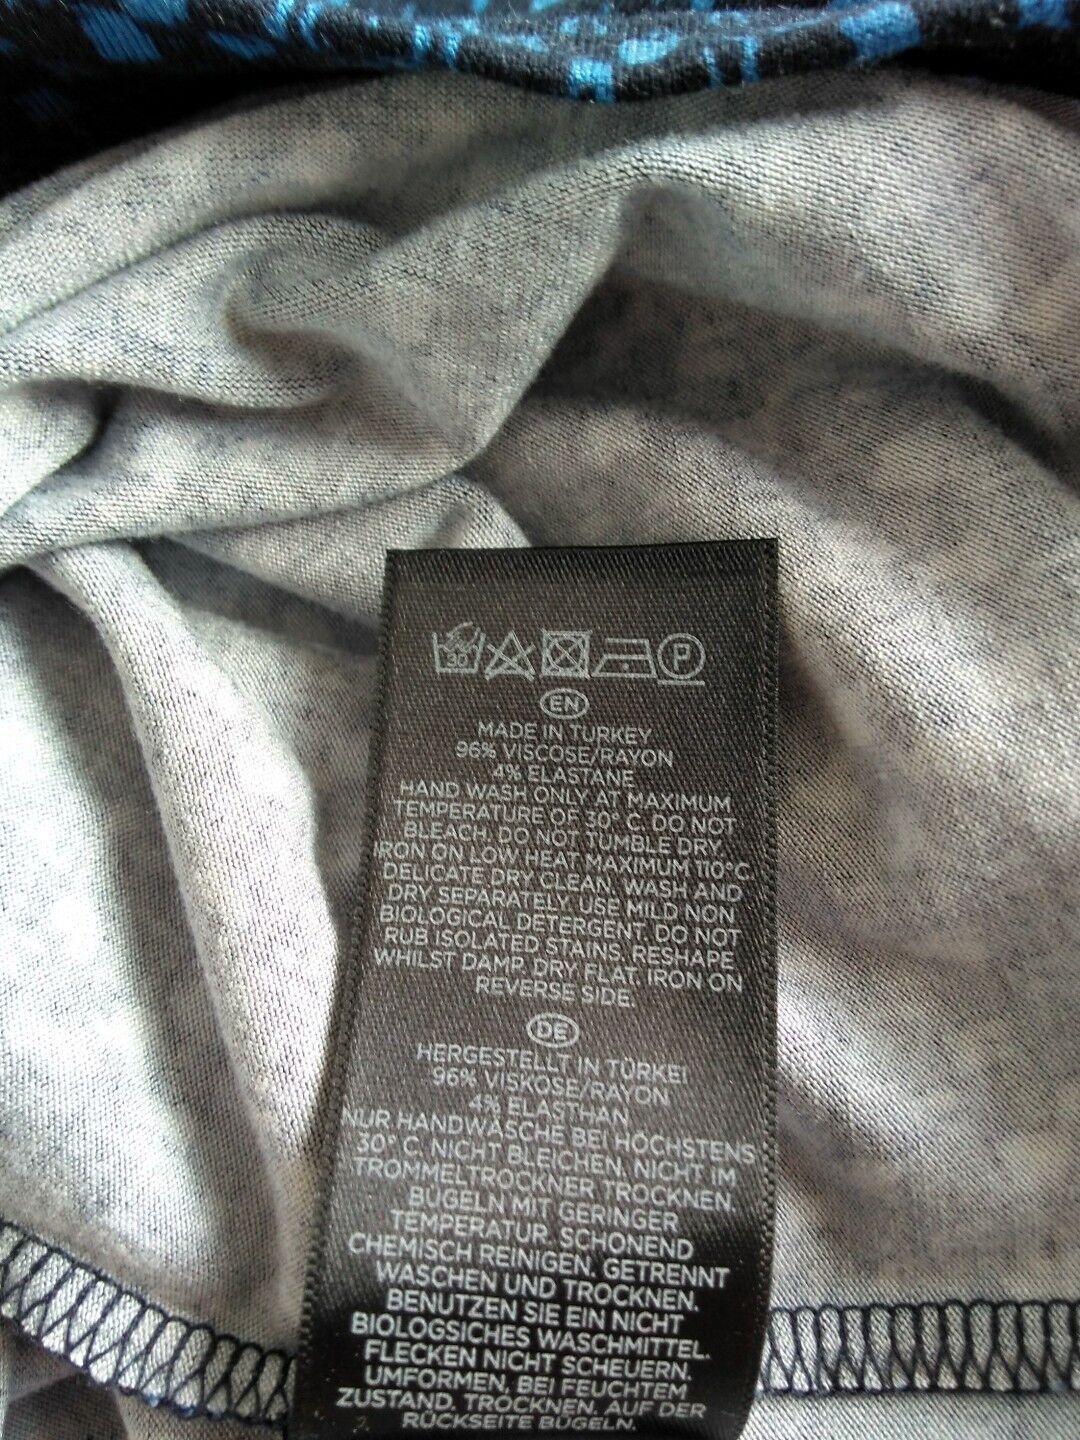 30 P
EN
MADE IN TURKEY
96% VISCOSE/RAYON
4% ELASTANE
HAND WASH ONLY AT MAXIMUM
TEMPERATURE OF 30° C. DO NOT
BLEACH. DO NOT TUMBLE DRY.
IRON ON LOW HEAT MAXIMUM 110°C.
DELICATE DRY CLEAN. WASH AND
DRY SEPARATELY. USE MILD NON
BIOLOGICAL DETERGENT. DO NOT
RUB ISOLATED STAINS. RESHAPE
WHILST DAMP. DRY FLAT. IRON ON
REVERSE SIDE.
DE
HERGESTELLT IN TÜRKEI
96% VISKOSE/RAYON
4% ELASTHAN
NUR HANDWÄSCHE BEI HÖCHSTENS
30° C. NICHT BLEICHEN. NICHT IM
TROMMELTROCKNER TROCKNEN.
BÜGELN MIT GERINGER
TEMPERATUR. SCHONEND
CHEMISCH REINIGEN. GETRENNT
WASCHEN UND TROCKNEN.
BENUTZEN SIE EIN NICHT
BIOLOGSICHES WASCHMITTEL.
FLECKEN NICHT SCHEUERN.
UMFORMEN, BEI FEUCHTEM
ZUSTAND. TROCKNEN. AUF DER
RÜCKSEITE BÜGELN.